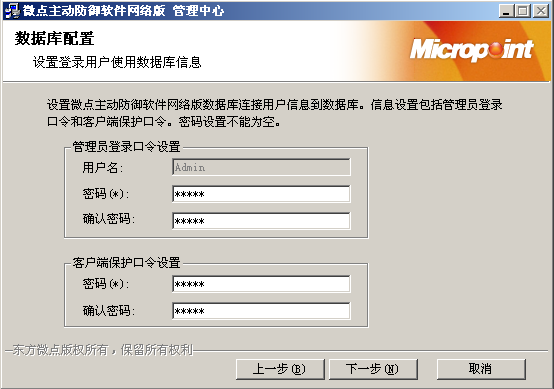 微点主动防御软件网络版 管理中心
数据库配置
设置登录用户使用数据库信息
Micropoint
设置微点主动防御软件网络版数据库连接用户信息到数据库。信息设置包括管理员登录
口令和客户端保护口令。密码设置不能为空。
管理员登录口令设置
用户名: Admin
密码(*): *****
确认密码: *****
客户端保护口令设置
密码(*): *****
确认密码: *****
东方微点版权所有，保留所有权利
上一步(B) 下一步(N) 取消